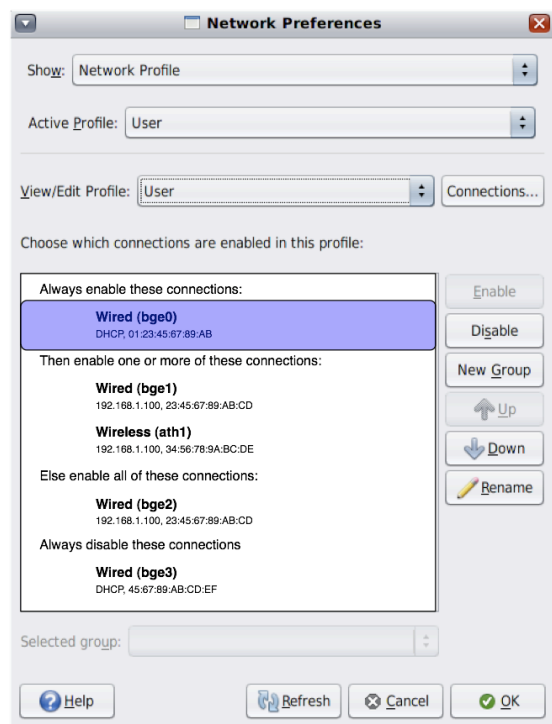 Network Preferences
Show: Network Profile
Active Profile: User
View/Edit Profile: User Connections...
Choose which connections are enabled in this profile:
Always enable these connections:
Enable
Wired (bge0)
DHCP, 01:23:45:67:89:AB
Disable
Then enable one or more of these connections:
New Group
Wired (bge1)
192.168.1.100, 23:45:67:89:AB:CD
Up
Wireless (ath1)
192.168.1.100, 34:56:78:9A:BC:DE
Down
Else enable all of these connections:
Rename
Wired (bge2)
192.168.1.100, 23:45:67:89:AB:CD
Always disable these connections
Wired (bge3)
DHCP, 45:67:89:AB:CD:EF
Selected group:
Help Refresh Cancel OK